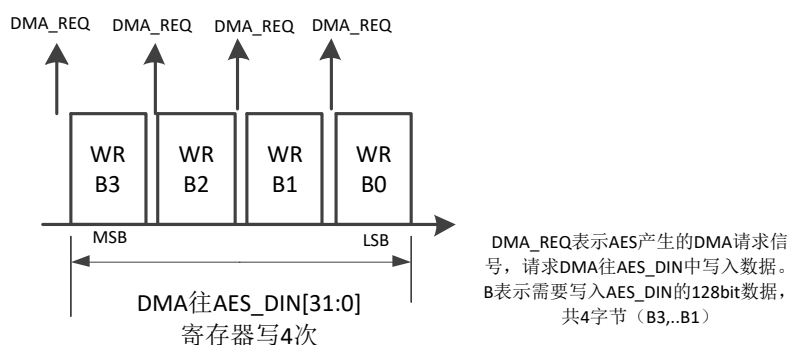 DMA_REQ DMA_REQ DMA_REQ DMA_REQ
WR WR WR WR
B3 B2 B1 B0
MSB LSB
DMA往AES_DIN[31:0]
寄存器写4次
DMA_REQ表示AES产生的DMA请求信
号，请求DMA往AES_DIN中写入数据。
B表示需要写入AES_DIN的128bit数据，
共4字节（B3,..B1）